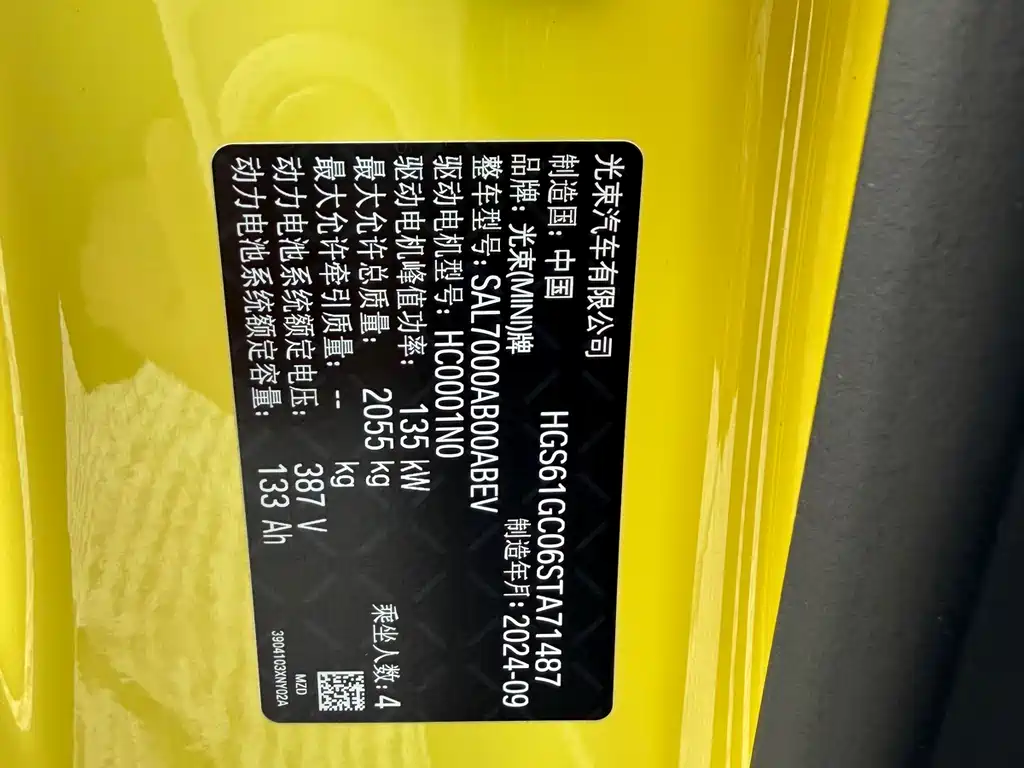 光束汽车有限公司
制造国: 中国
HGS61GC06STA71487
品牌: 光束(MINI)牌
制造年月: 2024-09
整车型号: SAL7000AB00ABEV
驱动电机型号: HC0001N0
驱动电机峰值功率: 135 kW
最大允许总质量: 2055 kg
乘坐人数: 4
最大允许牵引质量: -- kg
动力电池系统额定电压: 387 V
动力电池系统额定容量: 133 Ah
MZD
3904103XNY02A